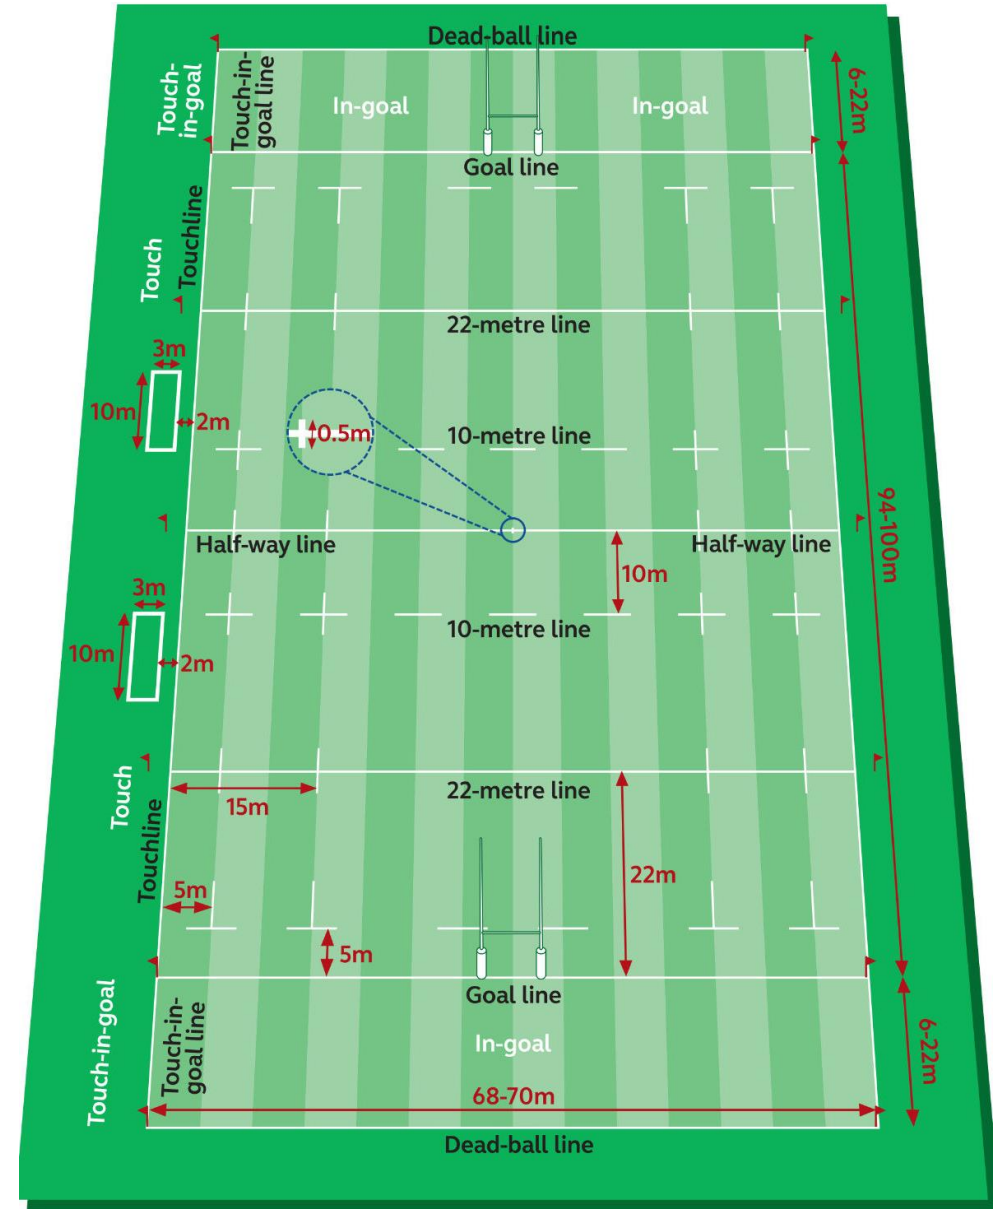 Dead-ball line
Touch-
in-goal
Touch-in-
goal line
In-goal
In-goal
6-22m
Goal line
Touchline
Touch
22-metre line
3m
10m
2m
0.5m
10-metre line
94-100m
Half-way line
Half-way line
10m
3m
10-metre line
10m
2m
22-metre line
Touch
15m
Touchline
5m
22m
5m
Goal line
Touch-in-goal
Touch-in-
goal line
In-goal
6-22m
68-70m
Dead-ball line